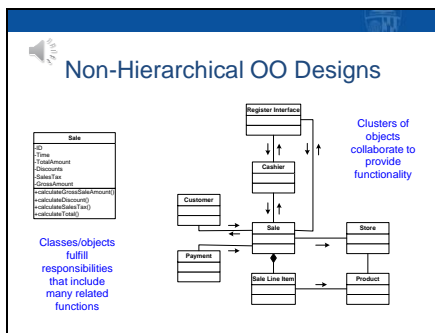 Non-Hierarchical OO Designs
Sale
-ID
-Time
-TotalAmount
-Discounts
-SalesTax
-GrossAmount
+calculateGrossSaleAmount()
+calculateDiscount()
+calculateSalesTax()
+calculateTotal()
Classes/objects
fulfill
responsibilities
that include
many related
functions
Register Interface
Cashier
Customer
Sale
Store
Payment
Sale Line Item
Product
Clusters of
objects
collaborate to
provide
functionality